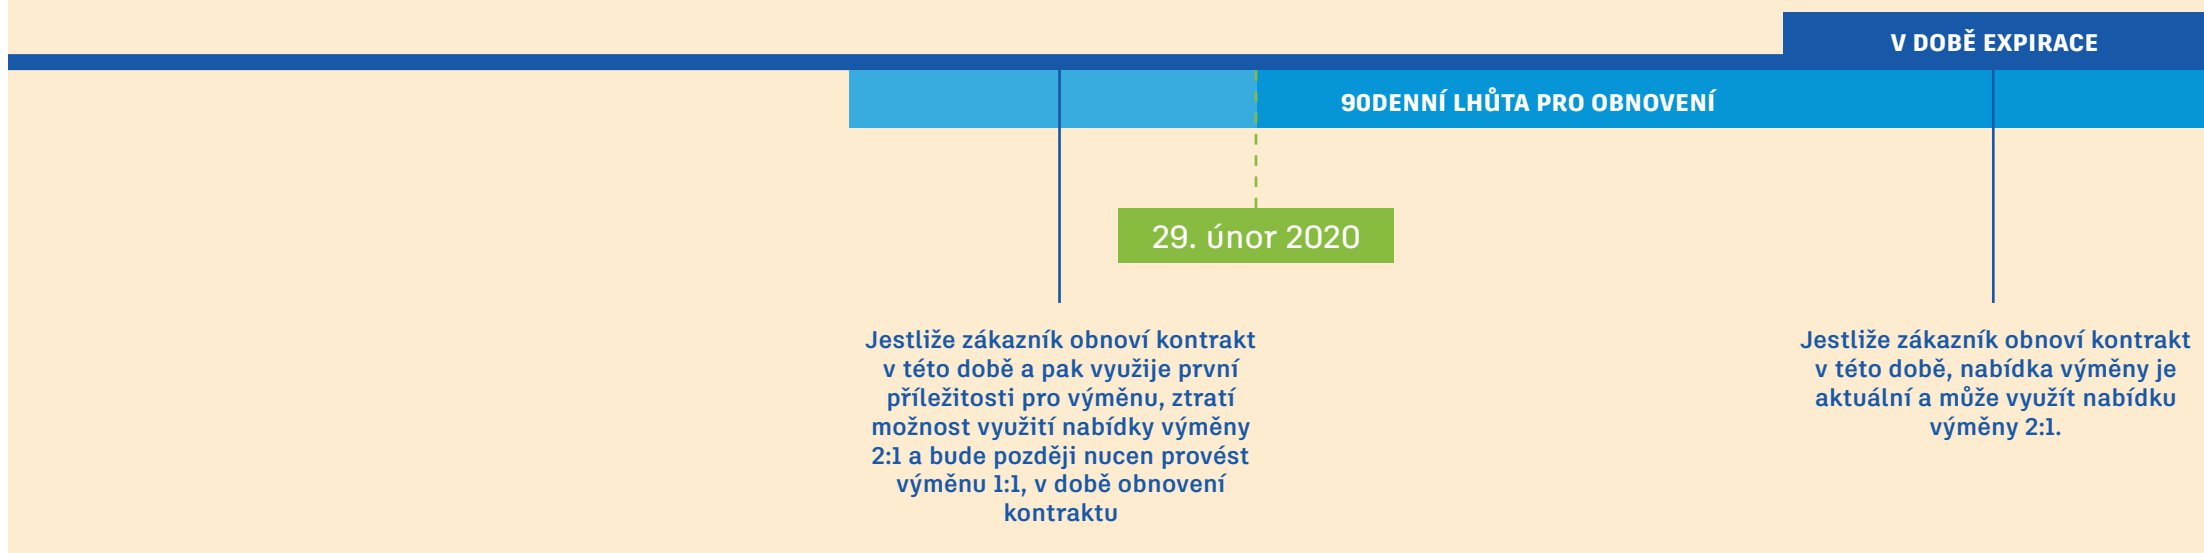 V DOBĚ EXPIRACE
90DENNÍ LHŮTA PRO OBNOVENÍ
29. únor 2020
Jestliže zákazník obnoví kontrakt
v této době a pak využije první
příležitosti pro výměnu, ztratí
možnost využití nabídky výměny
2:1 a bude později nucen provést
výměnu 1:1, v době obnovení
kontraktu
Jestliže zákazník obnoví kontrakt
v této době, nabídka výměny je
aktuální a může využít nabídku
výměny 2:1.